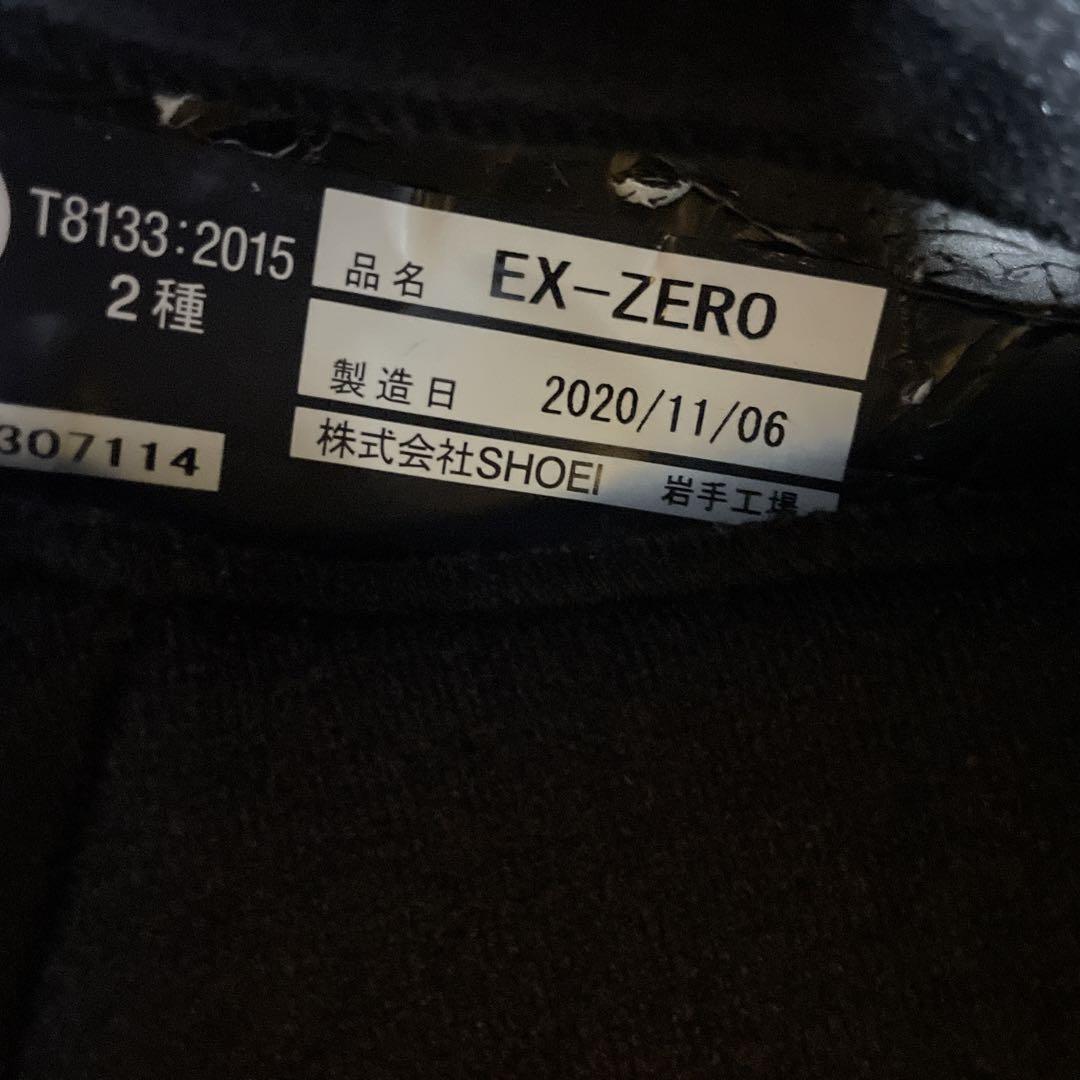 T8133:2015
2種
品名 EX-ZERO
製造日 2020/11/06
307114
株式会社SHOEI 岩手工場